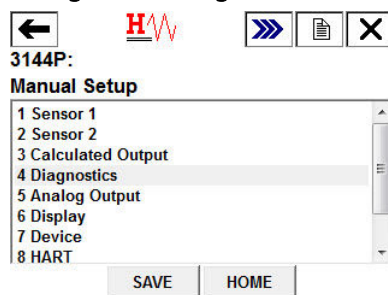 H
3144P:
Manual Setup
1 Sensor 1
2 Sensor 2
3 Calculated Output
4 Diagnostics
5 Analog Output
6 Display
7 Device
8 HART
SAVE HOME